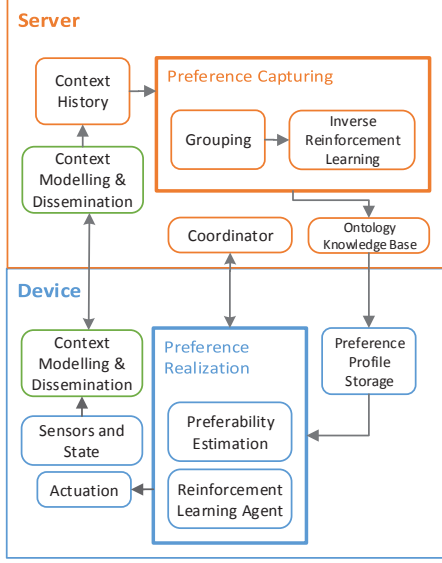 Server
Context
History
Preference Capturing
Grouping
Inverse
Reinforcement
Learning
Context
Modelling &
Dissemination
Coordinator
Ontology
Knowledge Base
Device
Context
Modelling &
Dissemination
Preference
Realization
Preference
Profile
Storage
Sensors and
State
Preferability
Estimation
Actuation
Reinforcement
Learning Agent